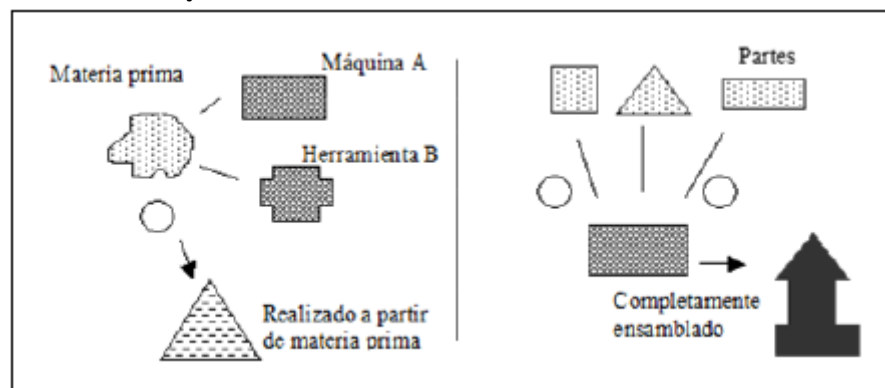 Materia prima
Máquina A
Herramienta B
Realizado a partir
de materia prima
Partes
Completamente
ensamblado